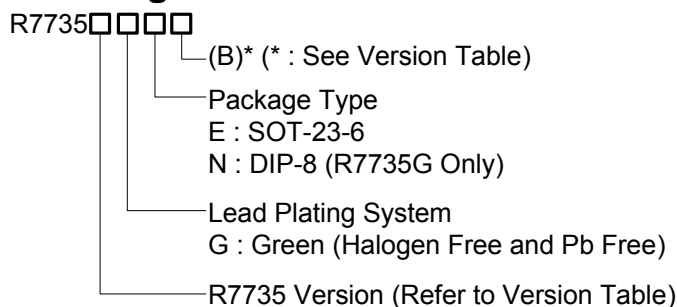 R7735□□□□
(B)* (* : See Version Table)
Package Type
E : SOT-23-6
N : DIP-8 (R7735G Only)
Lead Plating System
G : Green (Halogen Free and Pb Free)
R7735 Version (Refer to Version Table)